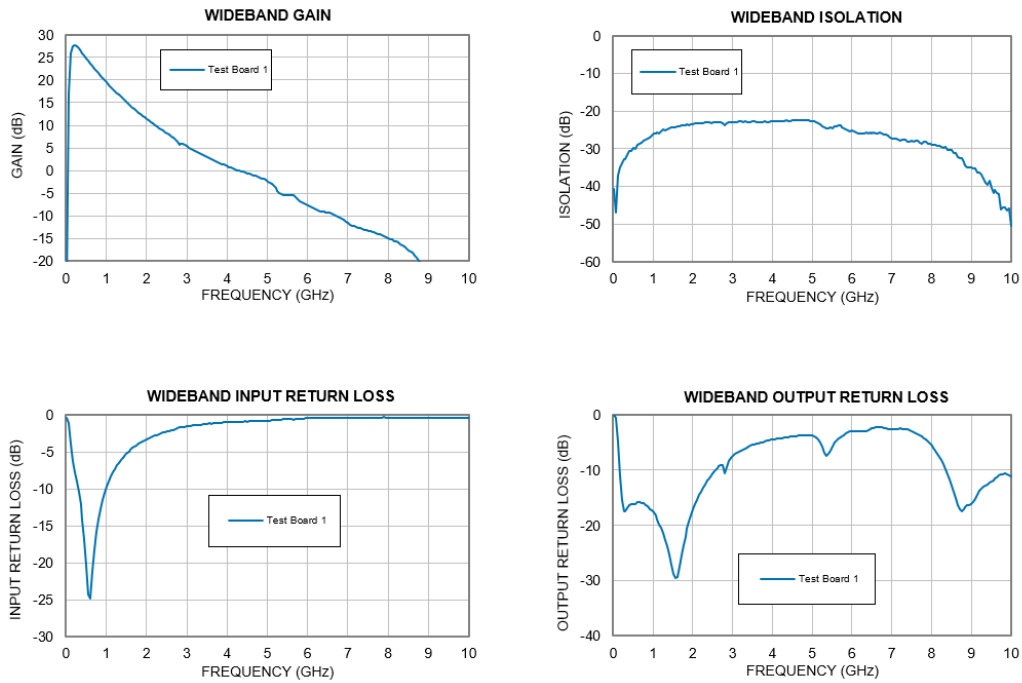 WIDEBAND GAIN
30
25
20
15
10
5
0
-5
-10
-15
-20
GAIN (dB)
Test Board 1
0 1 2 3 4 5 6 7 8 9 10
FREQUENCY (GHz)
WIDEBAND ISOLATION
0
-10
-20
-30
-40
-50
-60
ISOLATION (dB)
Test Board 1
0 1 2 3 4 5 6 7 8 9 10
FREQUENCY (GHz)
WIDEBAND INPUT RETURN LOSS
0
-5
-10
-15
-20
-25
-30
INPUT RETURN LOSS (dB)
Test Board 1
0 1 2 3 4 5 6 7 8 9 10
FREQUENCY (GHz)
WIDEBAND OUTPUT RETURN LOSS
0
-10
-20
-30
-40
OUTPUT RETURN LOSS (dB)
Test Board 1
0 1 2 3 4 5 6 7 8 9 10
FREQUENCY (GHz)